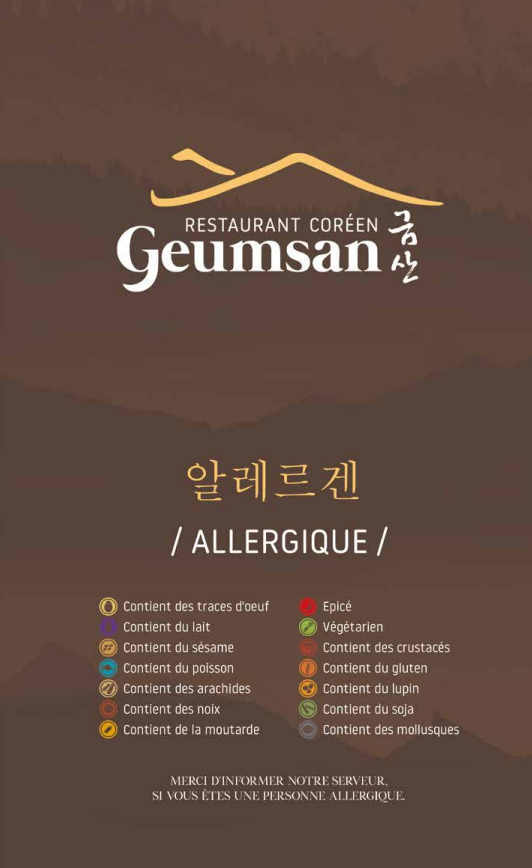 RESTAURANT CORÉEN
Geumsan 금산
알레르겐
/ ALLERGIQUE /
Contient des traces d'oeuf
Contient du lait
Contient du sésame
Contient du poisson
Contient des arachides
Contient des noix
Contient de la moutarde
Epicé
Végétarien
Contient des crustacés
Contient du gluten
Contient du lupin
Contient du soja
Contient des mollusques
MERCI D'INFORMER NOTRE SERVEUR,
SI VOUS ÊTES UNE PERSONNE ALLERGIQUE.